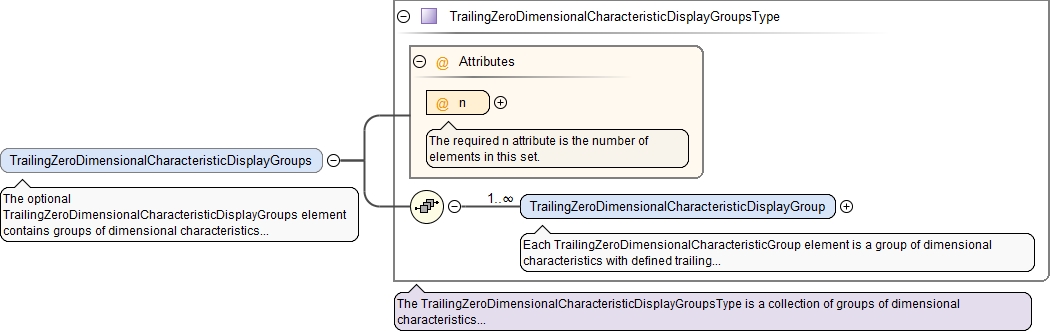 TrailingZeroDimensionalCharacteristicDisplayGroupsType
@ Attributes
@ n
The required n attribute is the number of
elements in this set.
TrailingZeroDimensionalCharacteristicDisplayGroups
The optional
TrailingZeroDimensionalCharacteristicDisplayGroups element
contains groups of dimensional characteristics...
1..∞
TrailingZeroDimensionalCharacteristicDisplayGroup
Each TrailingZeroDimensionalCharacteristicGroup element is a group of dimensional
characteristics with defined trailing...
The TrailingZeroDimensionalCharacteristicDisplayGroupsType is a collection of groups of dimensional
characteristics...